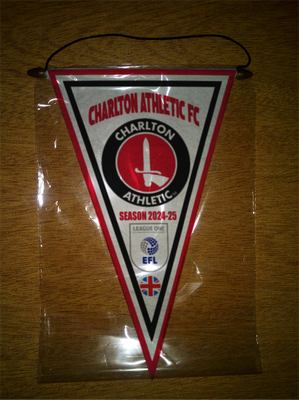 CHARLTON ATHLETIC FC
CHARLTON
ATHLETIC
SEASON 2024-25
LEAGUE ONE
EFL